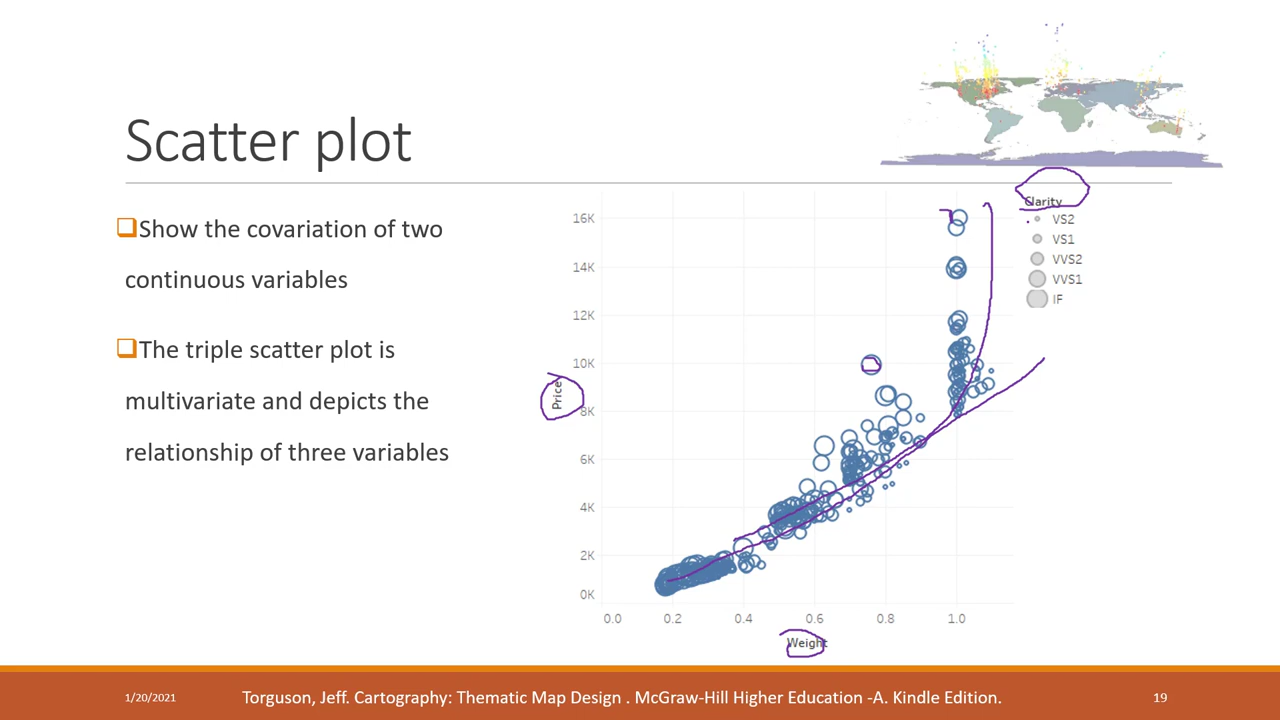 Scatter plot
❑Show the covariation of two
continuous variables
❑The triple scatter plot is
multivariate and depicts the
relationship of three variables
Clarity
VS2
VS1
VVS2
VVS1
IF
16K
14K
12K
10K
8K
6K
4K
2K
0K
Price
0.0 0.2 0.4 0.6 0.8 1.0
Weight
1/20/2021
Torguson, Jeff. Cartography: Thematic Map Design . McGraw-Hill Higher Education -A. Kindle Edition.
19